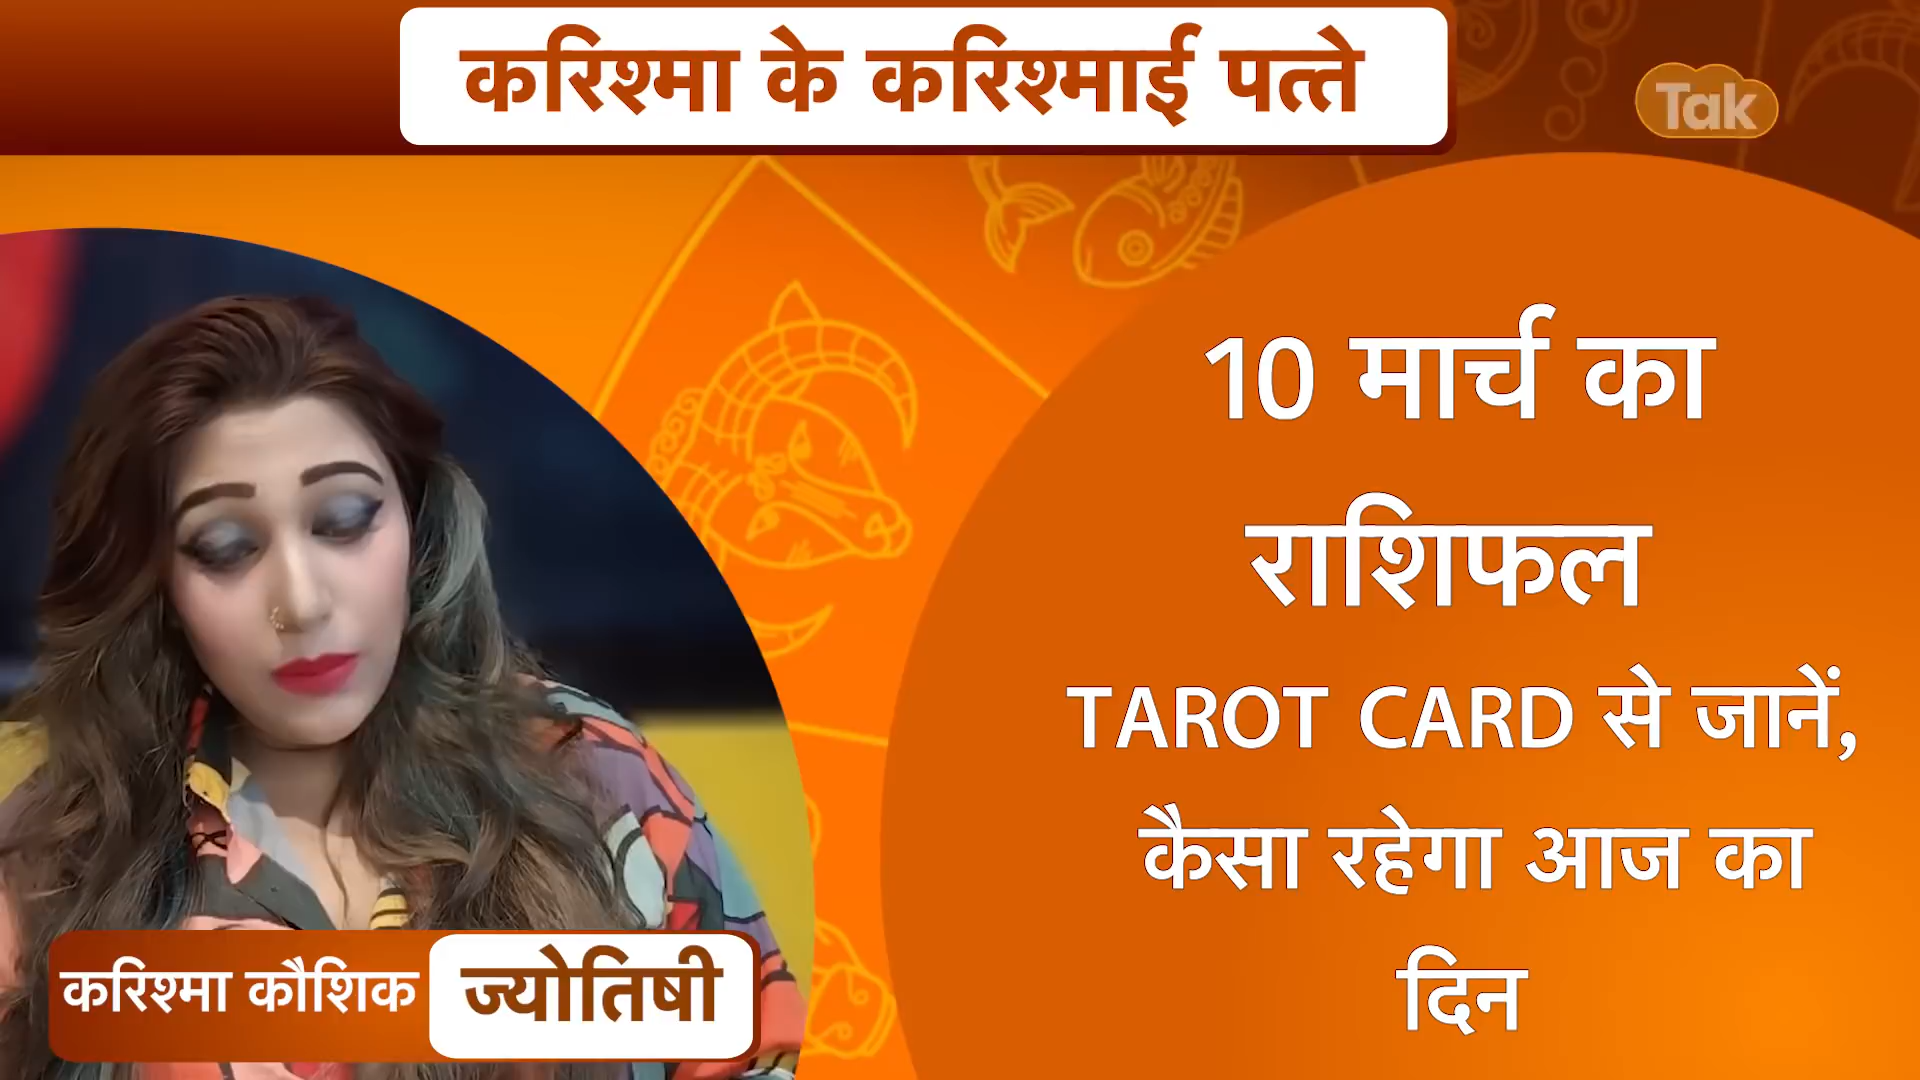 करिश्मा के करिश्माई पत्ते
Tak
10 मार्च का
राशिफल
TAROT CARD से जानें,
कैसा रहेगा आज का
दिन
करिश्मा कौशिक
ज्योतिषी